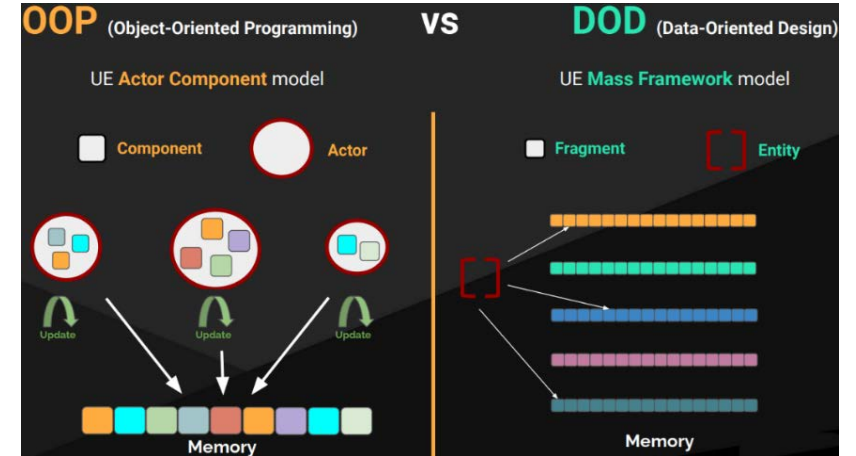 OOP (Object-Oriented Programming)
VS
DOD (Data-Oriented Design)
UE Actor Component model
UE Mass Framework model
Component
Actor
Fragment
Entity
Update
Update
Update
Memory
Memory